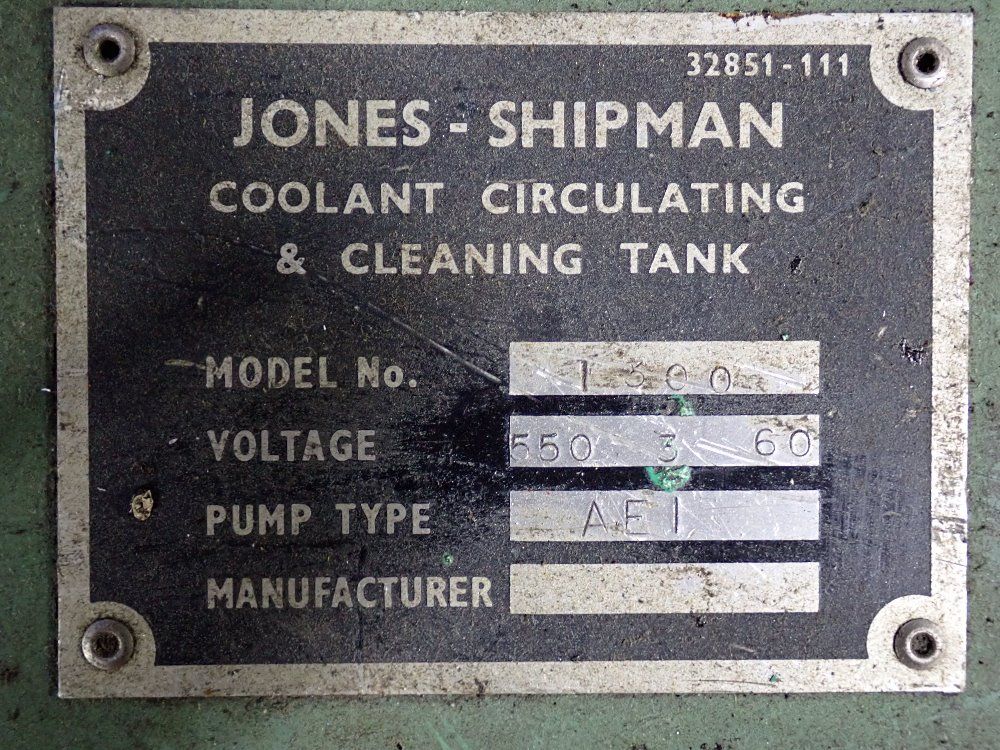 32851-111
JONES - SHIPMAN
COOLANT CIRCULATING
& CLEANING TANK
MODEL No. 1300
VOLTAGE 550 3 60
PUMP TYPE AEI
MANUFACTURER